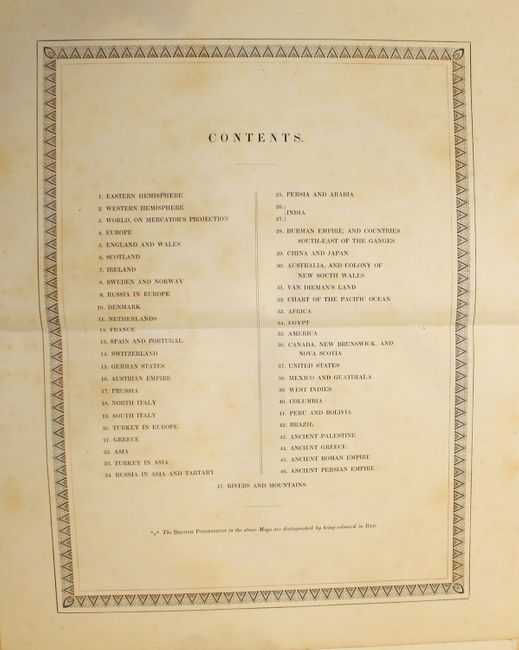 CONTENTS.
1. EASTERN HEMISPHERE
2. WESTERN HEMISPHERE
3. WORLD, ON MERCATOR'S PROJECTION
4. EUROPE
5. ENGLAND AND WALES
6. SCOTLAND
7. IRELAND
8. SWEDEN AND NORWAY
9. RUSSIA IN EUROPE
10. DENMARK
11. NETHERLANDS
12. FRANCE
13. SPAIN AND PORTUGAL
14. SWITZERLAND
15. GERMAN STATES
16. AUSTRIAN EMPIRE
17. PRUSSIA
18. NORTH ITALY
19. SOUTH ITALY
20. TURKEY IN EUROPE
21. GREECE
22. ASIA
23. TURKEY IN ASIA
24. RUSSIA IN ASIA AND TARTARY
25. PERSIA AND ARABIA
26.}
INDIA
27.}
28. BURMAN EMPIRE, AND COUNTRIES
SOUTH-EAST OF THE GANGES
29. CHINA AND JAPAN
30. AUSTRALIA, AND COLONY OF
NEW SOUTH WALES
31. VAN DIEMAN'S LAND
32. CHART OF THE PACIFIC OCEAN
33. AFRICA
34. EGYPT
35. AMERICA
36. CANADA, NEW BRUNSWICK, AND
NOVA SCOTIA
37. UNITED STATES
38. MEXICO AND GUATIMALA
39. WEST INDIES
40. COLUMBIA
41. PERU AND BOLIVIA
42. BRAZIL
43. ANCIENT PALESTINE
44. ANCIENT GREECE
45. ANCIENT ROMAN EMPIRE
46. ANCIENT PERSIAN EMPIRE
47. RIVERS AND MOUNTAINS.
*** The BRITISH POSSESSIONS in the above Maps are distinguished by being coloured in RED.